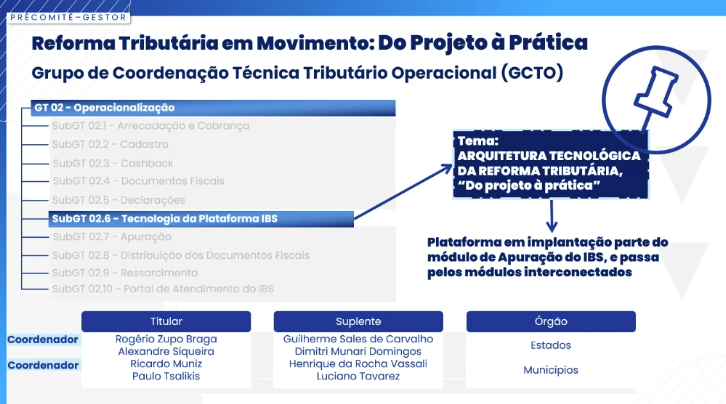 PRÉCOMITÊ-GESTOR
Reforma Tributária em Movimento: Do Projeto à Prática
Grupo de Coordenação Técnica Tributário Operacional (GCTO)
GT 02 - Operacionalização
SubGT 02.1 - Arrecadação e Cobrança
SubGT 02.2 - Cadastro
SubGT 02.3 - Cashback
SubGT 02.4 - Documentos Fiscais
SubGT 02.5 - Declarações
SubGT 02.6 - Tecnologia da Plataforma IBS
SubGT 02.7 - Apuração
SubGT 02.8 - Distribuição dos Documentos Fiscais
SubGT 02.9 - Ressarcimento
SubGT 02.10 - Portal de Atendimento do IBS
Tema:
ARQUITETURA TECNOLÓGICA
DA REFORMA TRIBUTÁRIA,
“Do projeto à prática”
Plataforma em implantação parte do
módulo de Apuração do IBS, e passa
pelos módulos interconectados
Titular Suplente Órgão
Coordenador Rogério Zupo Braga Guilherme Sales de Carvalho Estados
Alexandre Siqueira Dimitri Munari Domingos
Coordenador Ricardo Muniz Henrique da Rocha Vassali Municípios
Paulo Tsalikis Luciano Tavarez